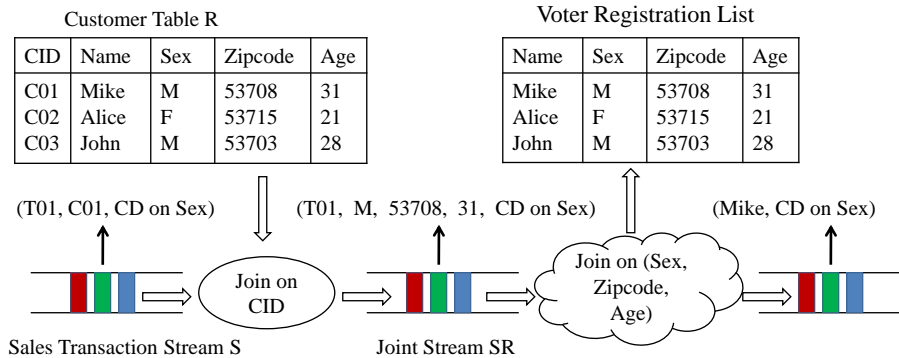 Customer Table R
Voter Registration List
CID Name Sex Zipcode Age
C01 Mike M 53708 31
C02 Alice F 53715 21
C03 John M 53703 28
Name Sex Zipcode Age
Mike M 53708 31
Alice F 53715 21
John M 53703 28
(T01, C01, CD on Sex)
(T01, M, 53708, 31, CD on Sex)
(Mike, CD on Sex)
Join on
CID
Join on (Sex,
Zipcode,
Age)
Sales Transaction Stream S
Joint Stream SR